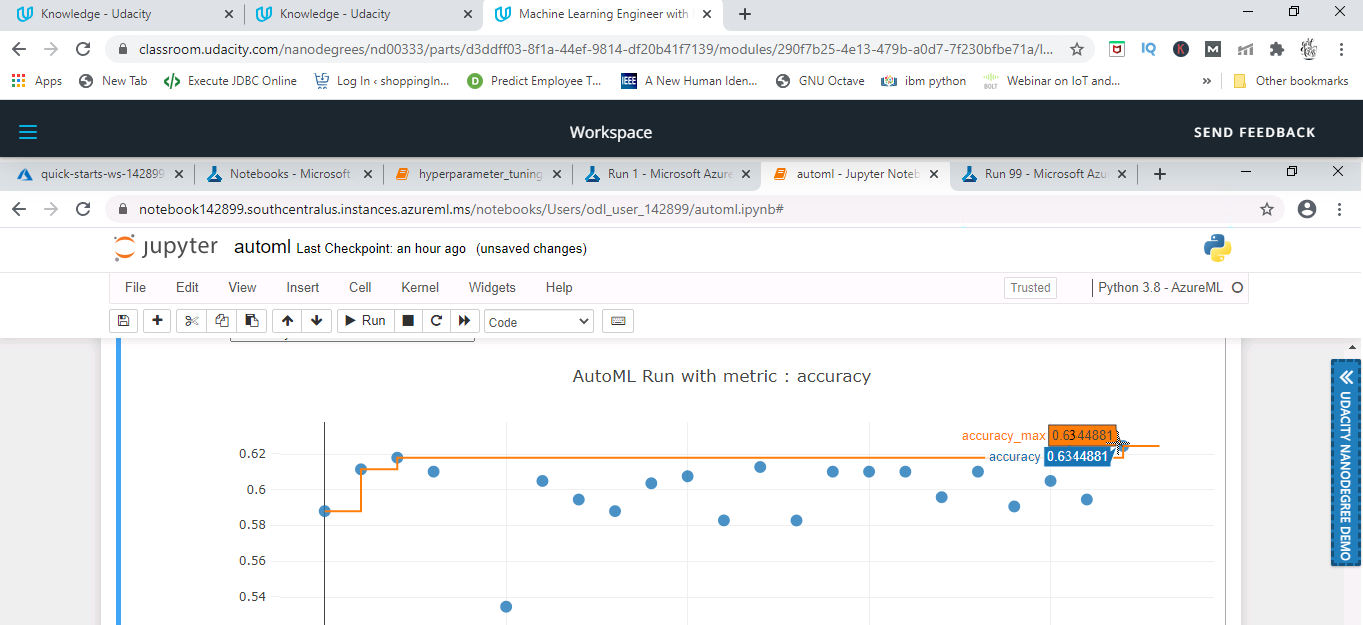 Knowledge - Udacity
Knowledge - Udacity
Machine Learning Engineer with
classroom.udacity.com/nanodegrees/nd00333/parts/d3ddff03-8f1a-44ef-9814-df20b41f7139/modules/290f7b25-4e13-479b-a0d7-7f230bfbe71a/l...
IQ
K
M
Apps
New Tab
Execute JDBC Online
Log In ‹ shoppingIn...
D
Predict Employee T...
IEEE
A New Human Iden...
GNU Octave
ibm python
BOLT
Webinar on IoT and...
»
Other bookmarks
Workspace
SEND FEEDBACK
quick-starts-ws-142899
Notebooks - Microsoft
hyperparameter_tuning
Run 1 - Microsoft Azure
automl - Jupyter Noteb
Run 99 - Microsoft Azu
notebook142899.southcentralus.instances.azureml.ms/notebooks/Users/odl_user_142899/automl.ipynb#
jupyter automl Last Checkpoint: an hour ago (unsaved changes)
File Edit View Insert Cell Kernel Widgets Help
Trusted
Python 3.8 - AzureML
Run
Code
AutoML Run with metric : accuracy
accuracy_max 0.6344881
accuracy 0.6344881
0.62
0.6
0.58
0.56
0.54
UDACITY NANODEGREE DEMO